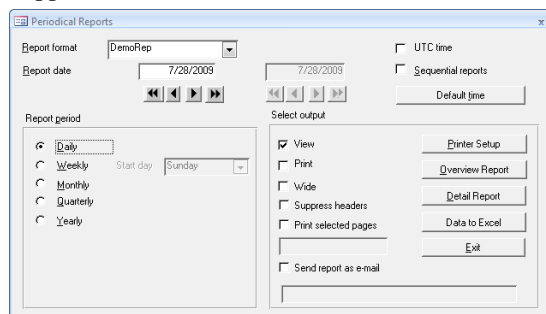 Periodical Reports x
Report format DemoRep UTC time
Report date 7/28/2009 7/28/2009 Sequential reports
Default time
Report period Select output
Daily View Printer Setup
Weekly Start day Sunday Print Overview Report
Monthly Wide
Quarterly Suppress headers Detail Report
Yearly Print selected pages Data to Excel
Exit
Send report as e-mail